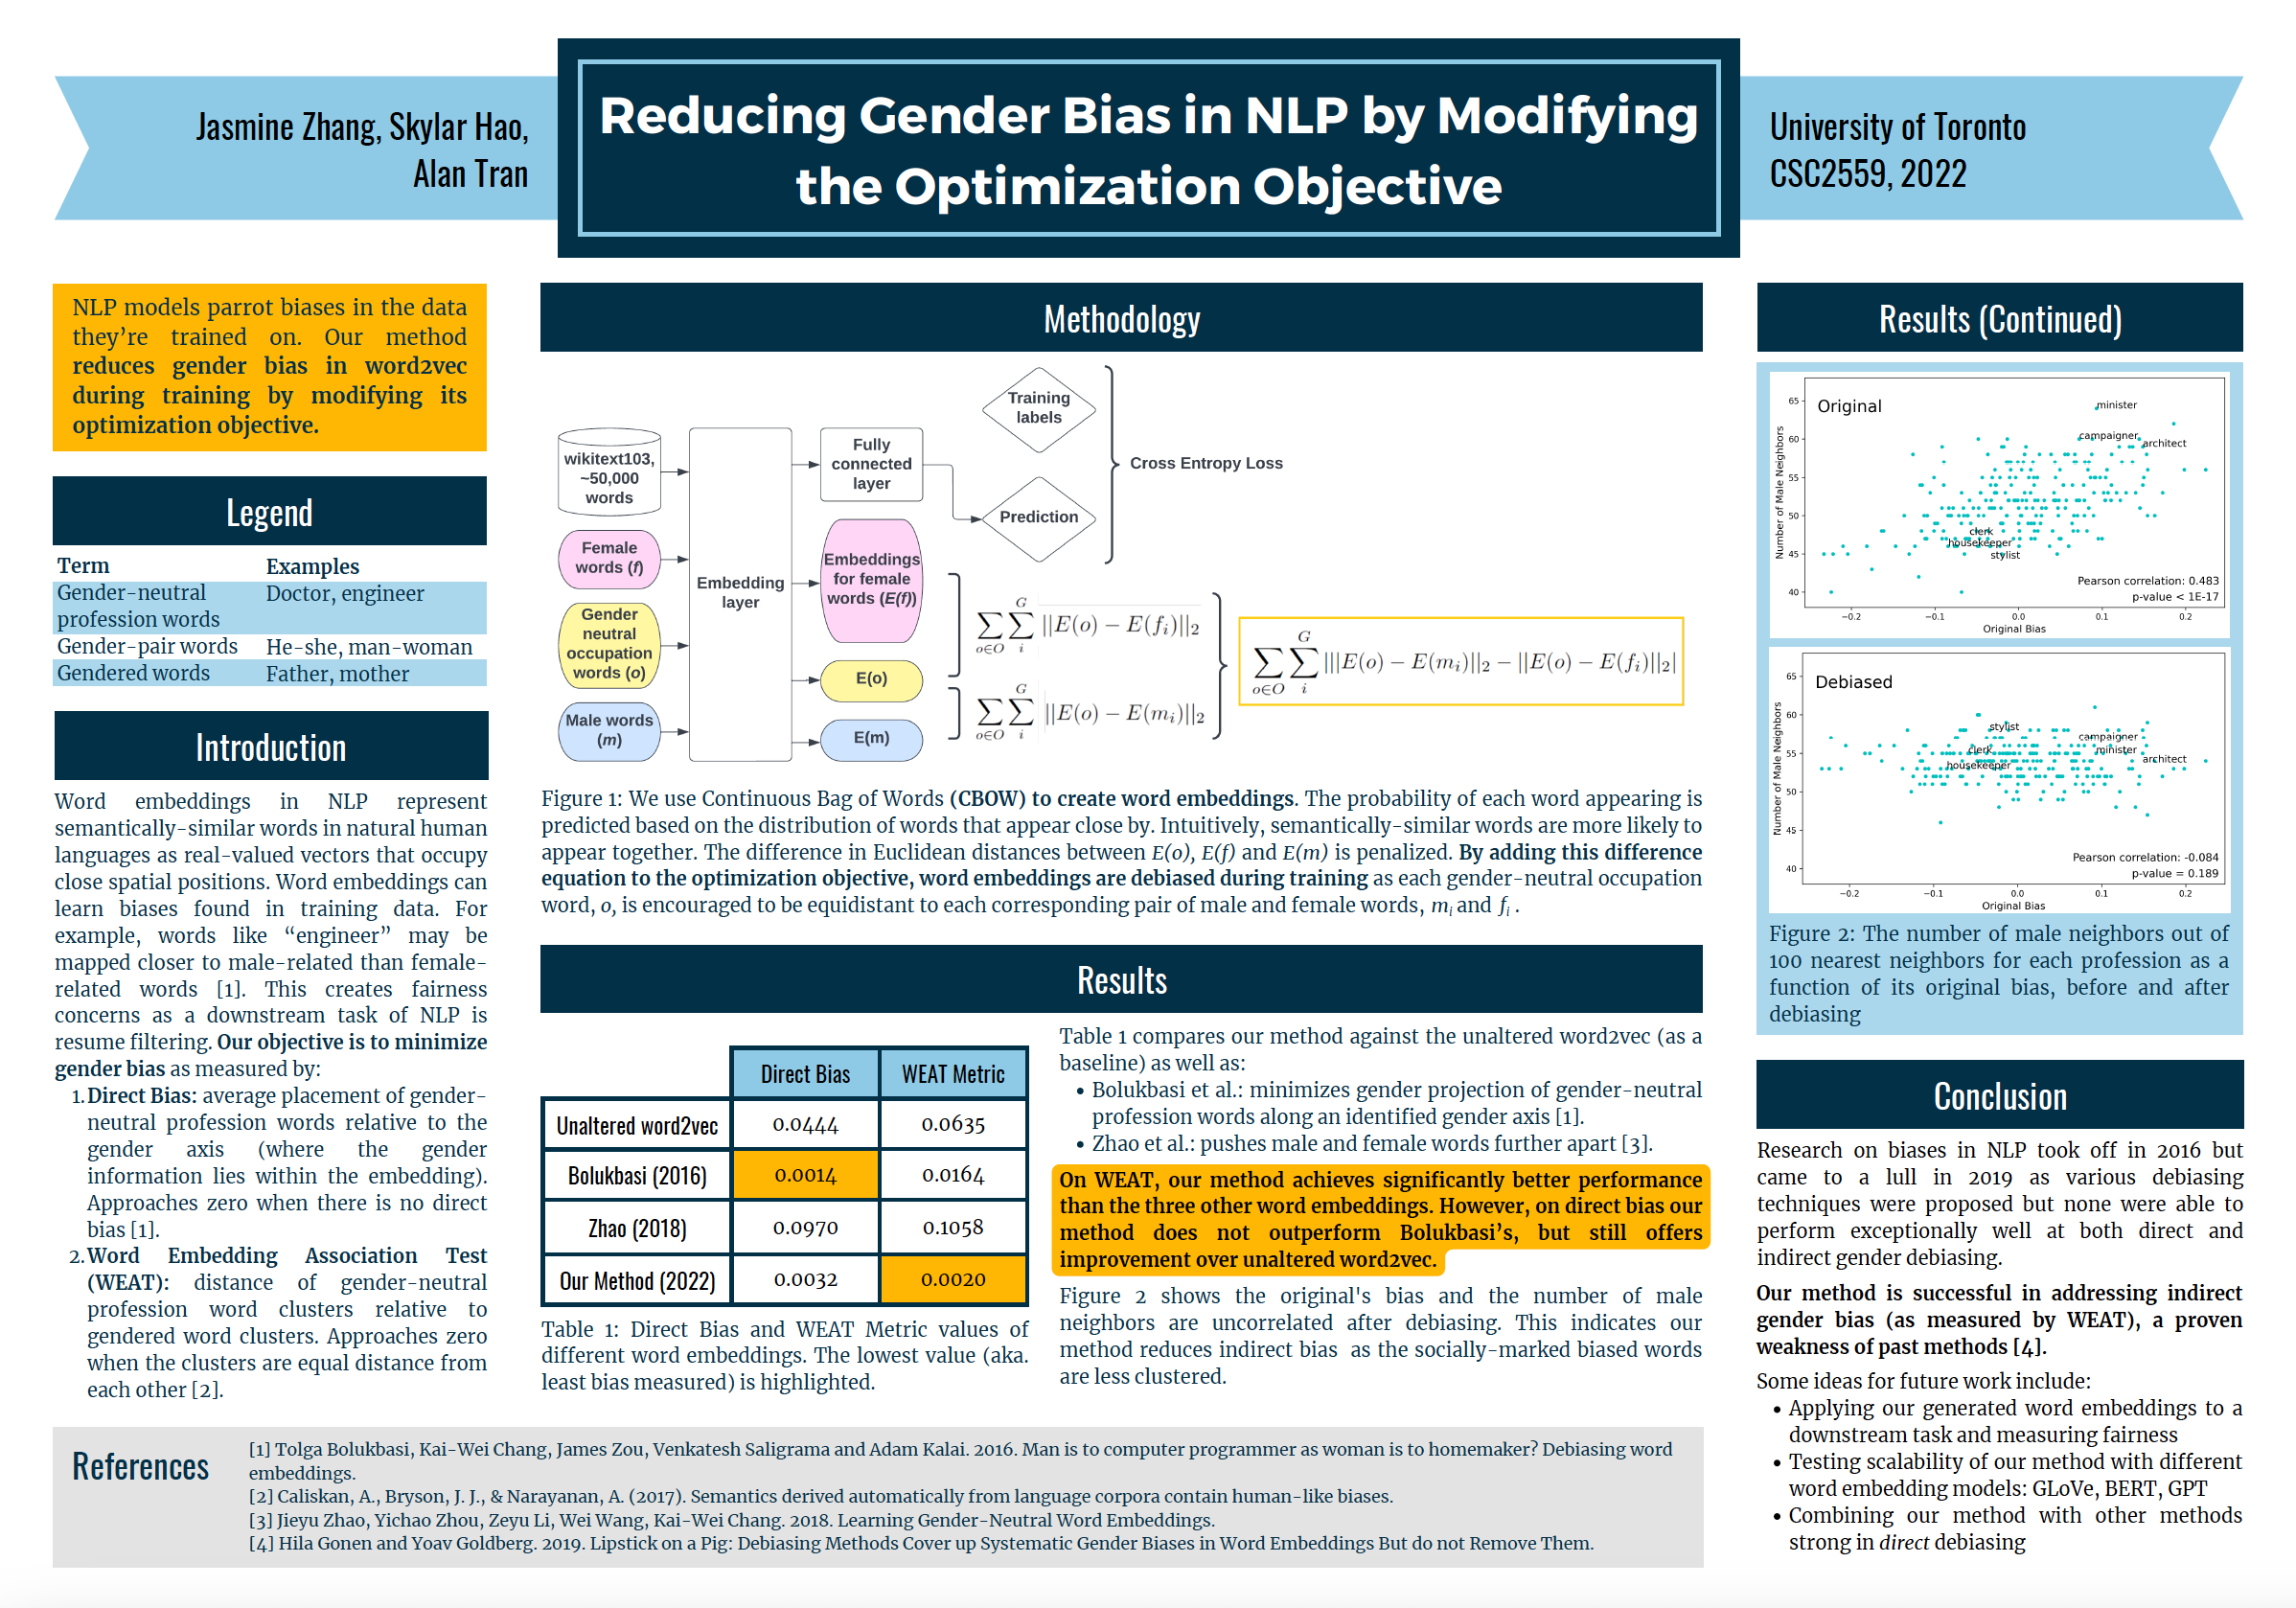 Jasmine Zhang, Skylar Hao,
Alan Tran
Reducing Gender Bias in NLP by Modifying
the Optimization Objective
University of Toronto
CSC2559, 2022
NLP models parrot biases in the data
they’re trained on. Our method
reduces gender bias in word2vec
during training by modifying its
optimization objective.
Legend
Term Examples
Gender-neutral Doctor, engineer
profession words
Gender-pair words He-she, man-woman
Gendered words Father, mother
Introduction
Word embeddings in NLP represent
semantically-similar words in natural human
languages as real-valued vectors that occupy
close spatial positions. Word embeddings can
learn biases found in training data. For
example, words like “engineer” may be
mapped closer to male-related than female-
related words [1]. This creates fairness
concerns as a downstream task of NLP is
resume filtering. Our objective is to minimize
gender bias as measured by:
1. Direct Bias: average placement of gender-
neutral profession words relative to the
gender axis (where the gender
information lies within the embedding).
Approaches zero when there is no direct
bias [1].
2. Word Embedding Association Test
(WEAT): distance of gender-neutral
profession word clusters relative to
gendered word clusters. Approaches zero
when the clusters are equal distance from
each other [2].
Methodology
wikitext103,
~50,000
words
Female
words (f)
Gender
neutral
occupation
words (o)
Male words
(m)
Embedding
layer
Fully
connected
layer
Embeddings
for female
words (E(f))
E(o)
E(m)
Training
labels
Prediction
Cross Entropy Loss
∑_{o∈O} ∑_i^G ||E(o) − E(f_i)||_2
∑_{o∈O} ∑_i^G ||E(o) − E(m_i)||_2
∑_{o∈O} ∑_i^G |||E(o) − E(m_i)||_2 − ||E(o) − E(f_i)||_2|
Figure 1: We use Continuous Bag of Words (CBOW) to create word embeddings. The probability of each word appearing is
predicted based on the distribution of words that appear close by. Intuitively, semantically-similar words are more likely to
appear together. The difference in Euclidean distances between E(o), E(f) and E(m) is penalized. By adding this difference
equation to the optimization objective, word embeddings are debiased during training as each gender-neutral occupation
word, o, is encouraged to be equidistant to each corresponding pair of male and female words, m_i and f_i .
Results
Direct Bias WEAT Metric
Unaltered word2vec 0.0444 0.0635
Bolukbasi (2016) 0.0014 0.0164
Zhao (2018) 0.0970 0.1058
Our Method (2022) 0.0032 0.0020
Table 1: Direct Bias and WEAT Metric values of
different word embeddings. The lowest value (aka.
least bias measured) is highlighted.
Table 1 compares our method against the unaltered word2vec (as a
baseline) as well as:
• Bolukbasi et al.: minimizes gender projection of gender-neutral
profession words along an identified gender axis [1].
• Zhao et al.: pushes male and female words further apart [3].
On WEAT, our method achieves significantly better performance
than the three other word embeddings. However, on direct bias our
method does not outperform Bolukbasi’s, but still offers
improvement over unaltered word2vec.
Figure 2 shows the original's bias and the number of male
neighbors are uncorrelated after debiasing. This indicates our
method reduces indirect bias as the socially-marked biased words
are less clustered.
Results (Continued)
Original
minister
campaigner
architect
clerk
housekeeper
stylist
Pearson correlation: 0.483
p-value < 1E-17
Number of Male Neighbors
65
60
55
50
45
40
−0.2 −0.1 0.0 0.1 0.2
Original Bias
Debiased
stylist
campaigner
clerk
minister
architect
housekeeper
Pearson correlation: -0.084
p-value = 0.189
Number of Male Neighbors
65
60
55
50
45
40
−0.2 −0.1 0.0 0.1 0.2
Original Bias
Figure 2: The number of male neighbors out of
100 nearest neighbors for each profession as a
function of its original bias, before and after
debiasing
Conclusion
Research on biases in NLP took off in 2016 but
came to a lull in 2019 as various debiasing
techniques were proposed but none were able to
perform exceptionally well at both direct and
indirect gender debiasing.
Our method is successful in addressing indirect
gender bias (as measured by WEAT), a proven
weakness of past methods [4].
Some ideas for future work include:
• Applying our generated word embeddings to a
downstream task and measuring fairness
• Testing scalability of our method with different
word embedding models: GLoVe, BERT, GPT
• Combining our method with other methods
strong in direct debiasing
References
[1] Tolga Bolukbasi, Kai-Wei Chang, James Zou, Venkatesh Saligrama and Adam Kalai. 2016. Man is to computer programmer as woman is to homemaker? Debiasing word
embeddings.
[2] Caliskan, A., Bryson, J. J., & Narayanan, A. (2017). Semantics derived automatically from language corpora contain human-like biases.
[3] Jieyu Zhao, Yichao Zhou, Zeyu Li, Wei Wang, Kai-Wei Chang. 2018. Learning Gender-Neutral Word Embeddings.
[4] Hila Gonen and Yoav Goldberg. 2019. Lipstick on a Pig: Debiasing Methods Cover up Systematic Gender Biases in Word Embeddings But do not Remove Them.